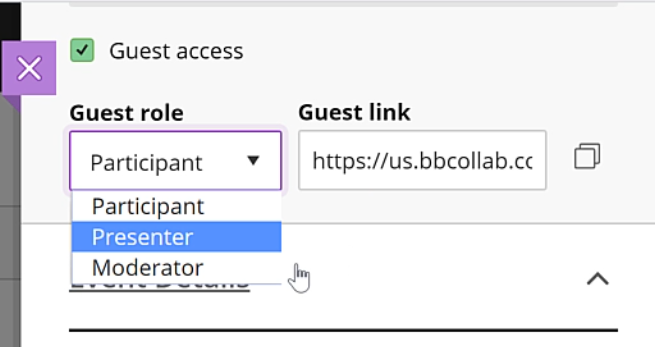 Guest access
Guest role
Guest link
Participant
https://us.bbcollab.cc
Participant
Presenter
Moderator
Event Details